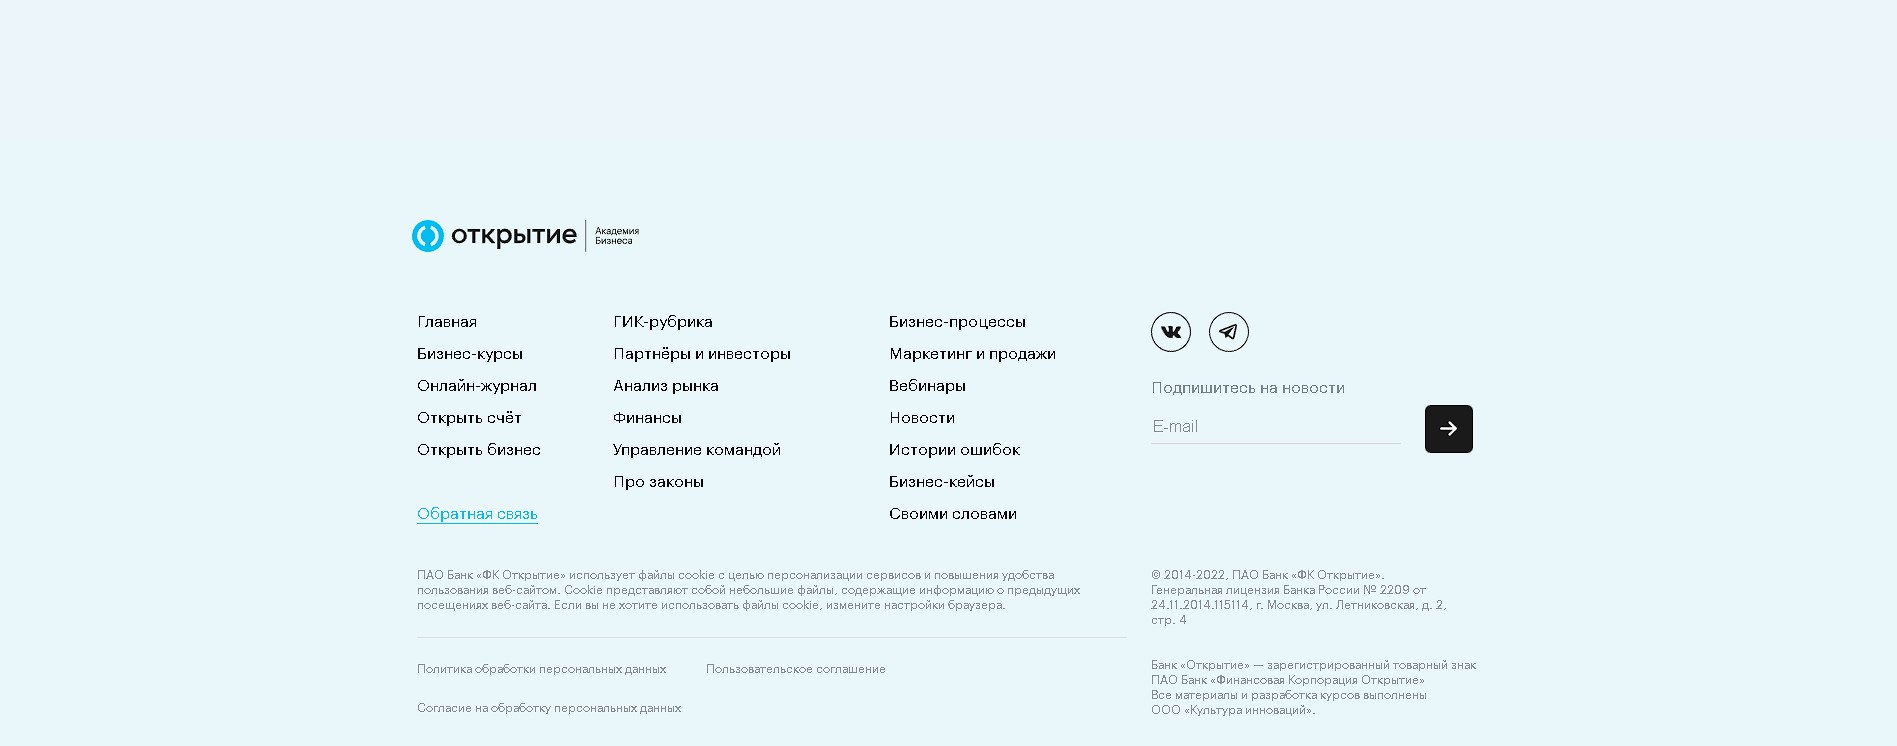 открытие
Академия
Бизнеса
Главная
Бизнес-курсы
Онлайн-журнал
Открыть счёт
Открыть бизнес
Обратная связь
ГИК-рубрика
Партнёры и инвесторы
Анализ рынка
Финансы
Управление командой
Про законы
Бизнес-процессы
Маркетинг и продажи
Вебинары
Новости
Истории ошибок
Бизнес-кейсы
Своими словами
Подпишитесь на новости
E-mail
ПАО Банк «ФК Открытие» использует файлы cookie с целью персонализации сервисов и повышения удобства
пользования веб-сайтом. Cookie представляют собой небольшие файлы, содержащие информацию о предыдущих
посещениях веб-сайта. Если вы не хотите использовать файлы cookie, измените настройки браузера.
Политика обработки персональных данных
Пользовательское соглашение
Согласие на обработку персональных данных
© 2014-2022, ПАО Банк «ФК Открытие».
Генеральная лицензия Банка России № 2209 от
24.11.2014.115114, г. Москва, ул. Летниковская, д. 2,
стр. 4
Банк «Открытие» — зарегистрированный товарный знак
ПАО Банк «Финансовая Корпорация Открытие»
Все материалы и разработка курсов выполнены
ООО «Культура инноваций».